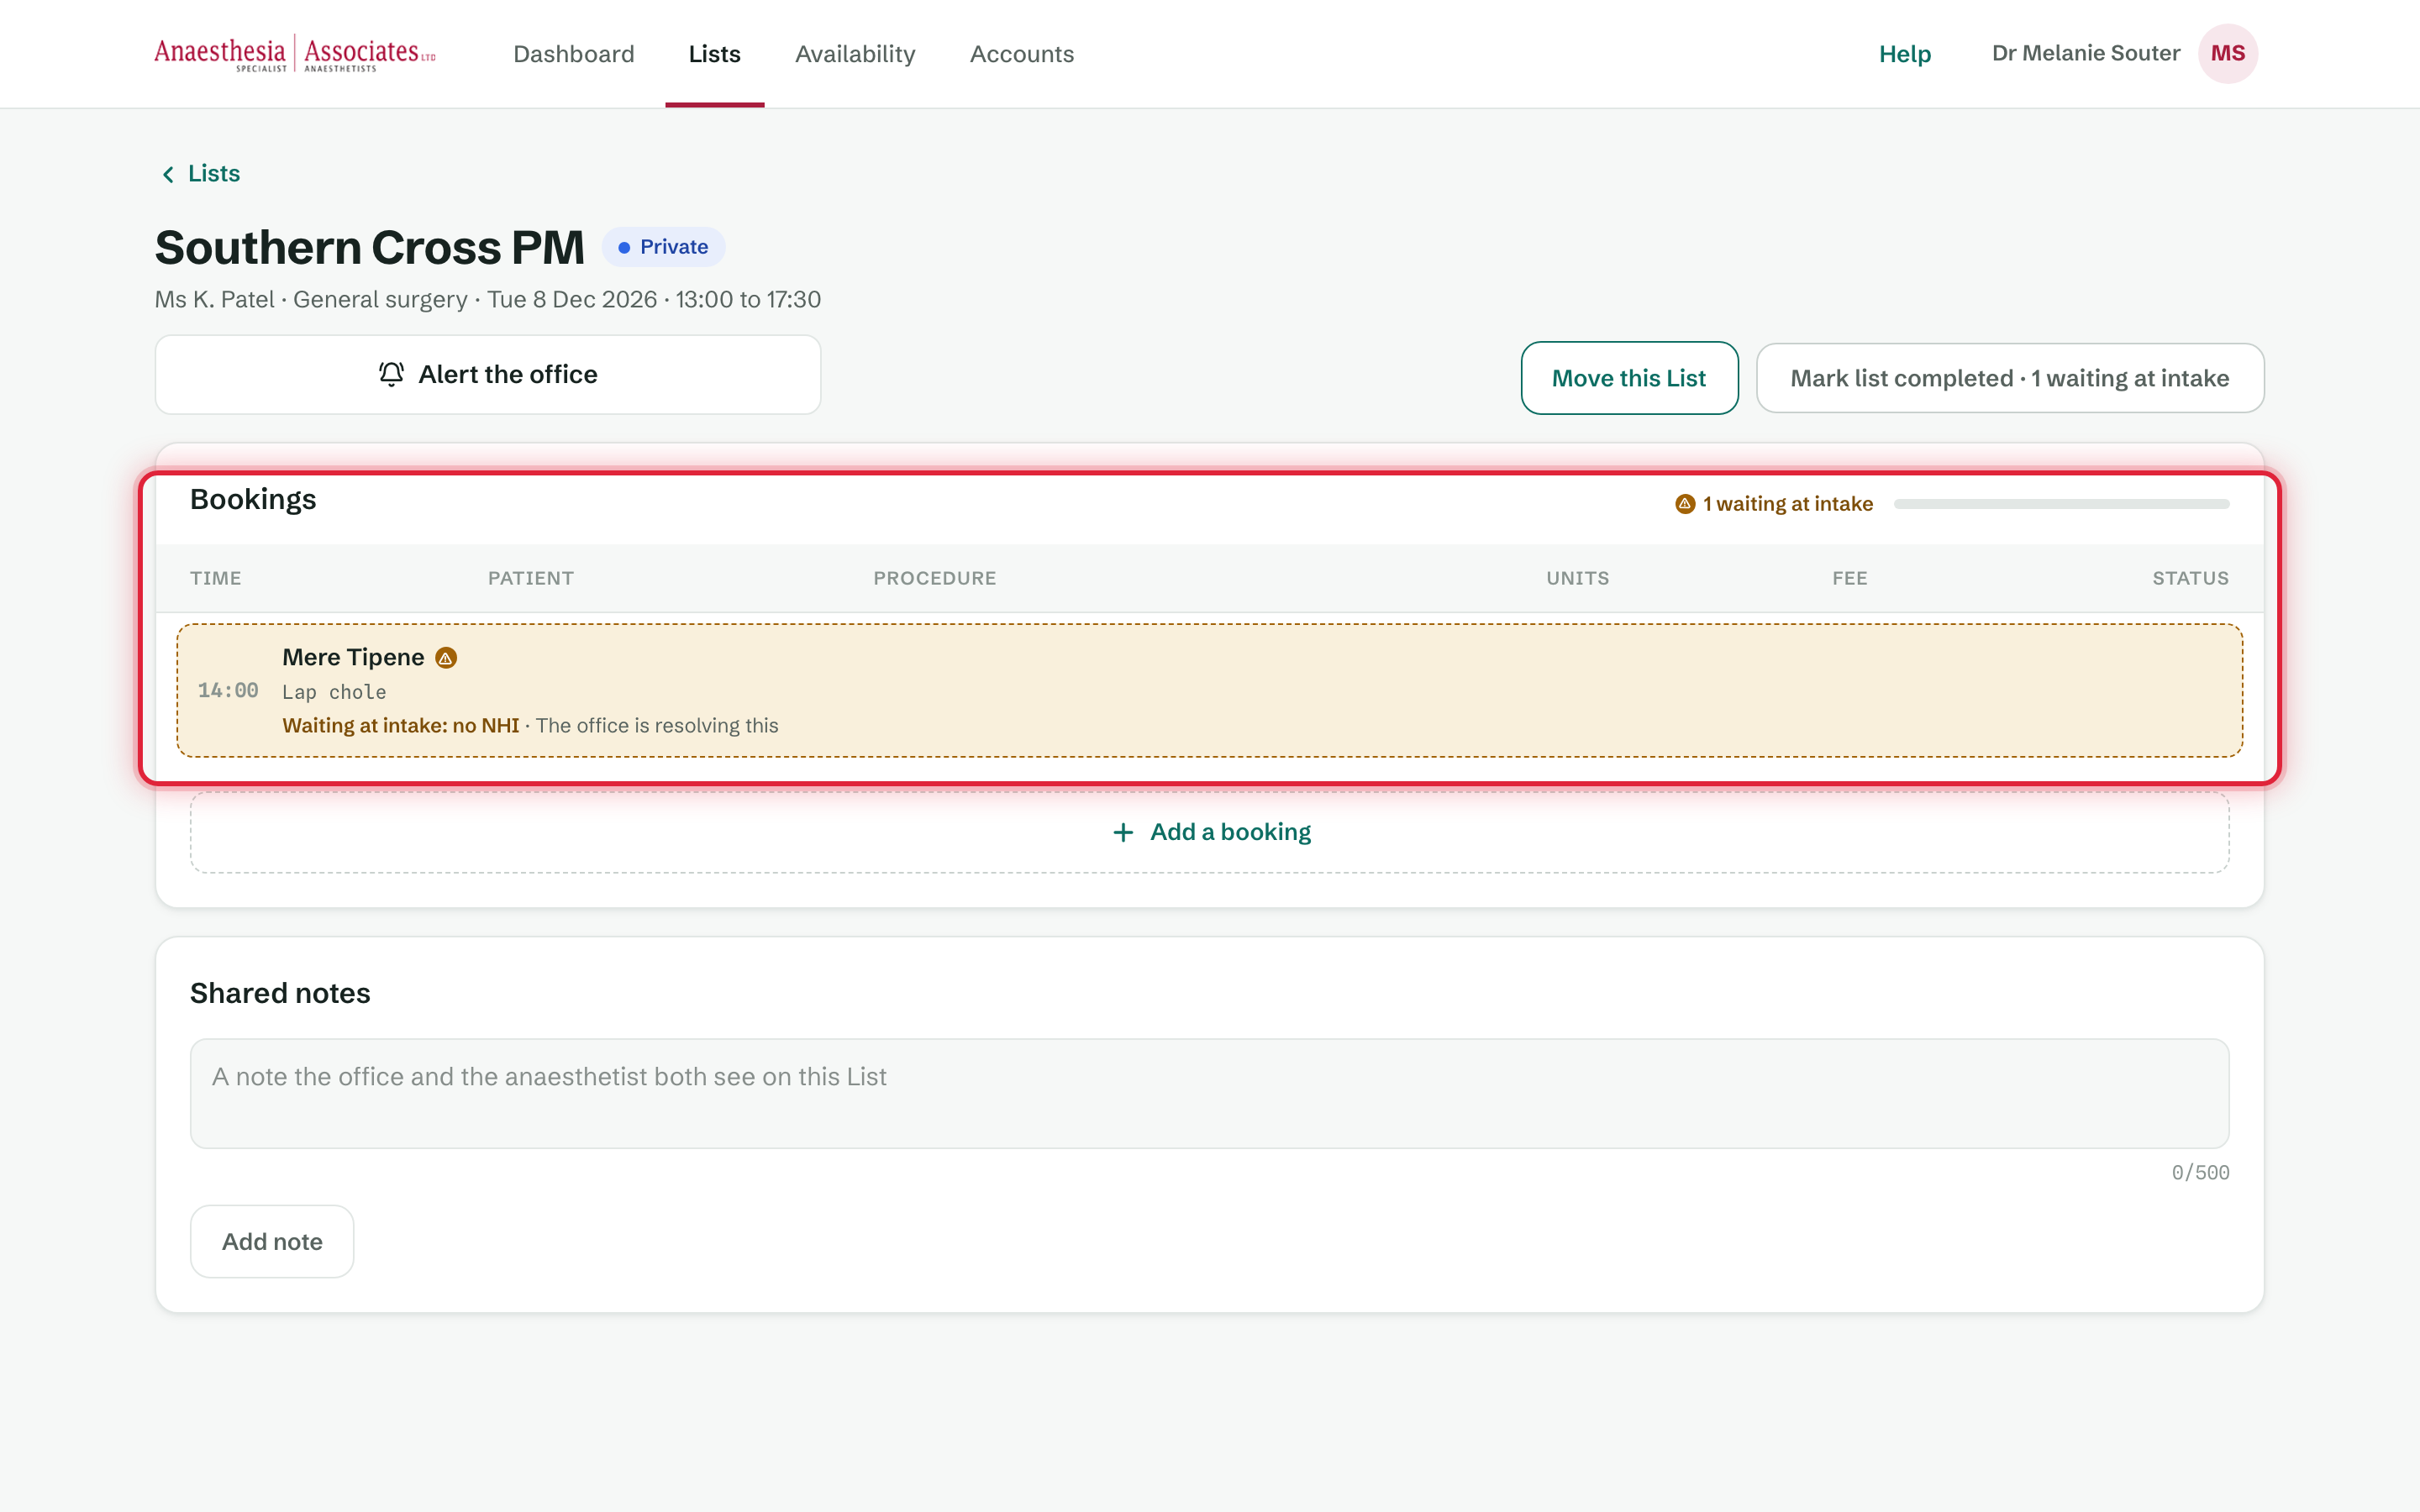 Anaesthesia Associates LTD
SPECIALIST ANAESTHETISTS
Dashboard
Lists
Availability
Accounts
Help
Dr Melanie Souter
MS
Lists
Southern Cross PM
Private
Ms K. Patel · General surgery · Tue 8 Dec 2026 · 13:00 to 17:30
Alert the office
Move this List
Mark list completed · 1 waiting at intake
Bookings
1 waiting at intake
TIME
PATIENT
PROCEDURE
UNITS
FEE
STATUS
14:00
Mere Tipene
Lap chole
Waiting at intake: no NHI · The office is resolving this
Add a booking
Shared notes
A note the office and the anaesthetist both see on this List
0/500
Add note